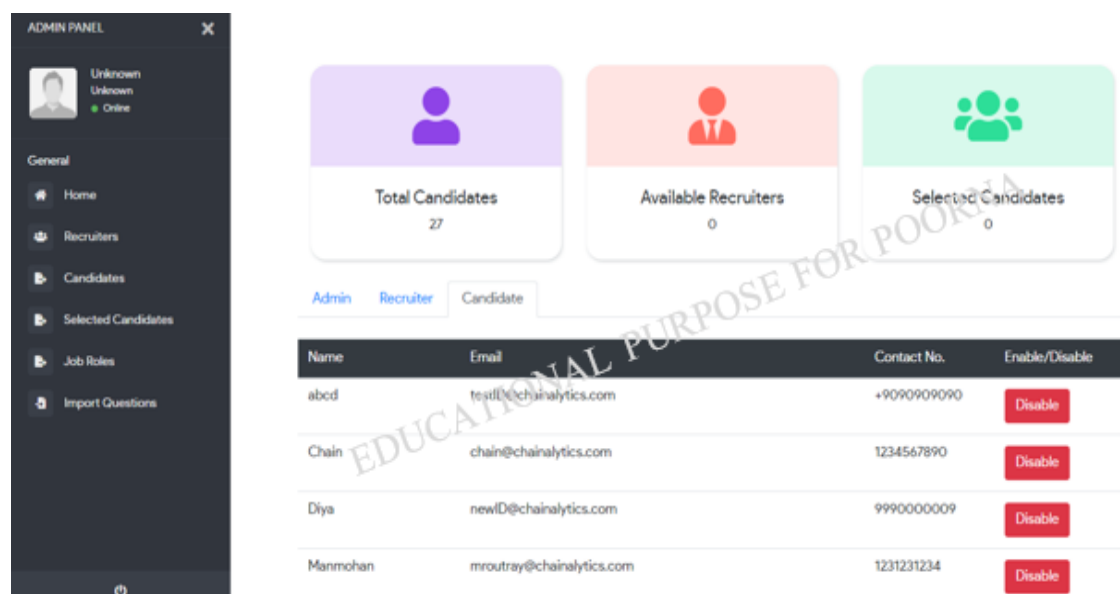 ADMIN PANEL
Unknown
Unknown
Online
General
Home
Recruiters
Candidates
Selected Candidates
Job Roles
Import Questions
Total Candidates
27
Available Recruiters
0
Selected Candidates
0
Admin Recruiter Candidate
Name Email Contact No. Enable/Disable
abcd +9090909090 Disable
Chain chain@chainalytics.com 1234567890 Disable
Diya newID@chainalytics.com 9990000009 Disable
Manmohan mroutray@chainalytics.com 1231231234 Disable
EDUCATIONAL PURPOSE FOR POORNA